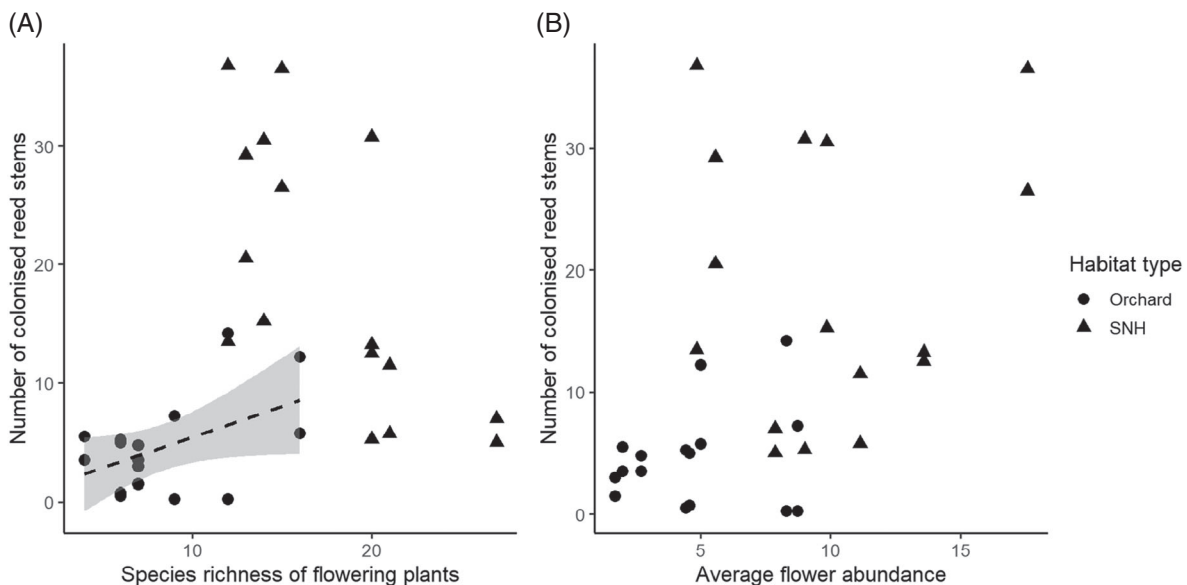 (A)
Number of colonised reed stems
30
20
10
0
10
20
Species richness of flowering plants
(B)
Number of colonised reed stems
30
20
10
0
5
10
15
Average flower abundance
Habitat type
Orchard
SNH